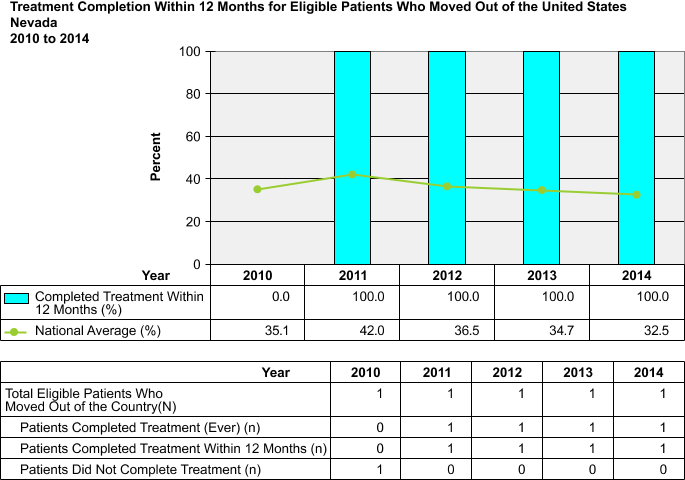 Treatment Completion Within 12 Months for Eligible Patients Who Moved Out of the United States
Nevada
2010 to 2014
100
80
60
40
20
0
Percent
Year 2010 2011 2012 2013 2014
Completed Treatment Within
12 Months (%) 0.0 100.0 100.0 100.0 100.0
National Average (%) 35.1 42.0 36.5 34.7 32.5
Year 2010 2011 2012 2013 2014
Total Eligible Patients Who
Moved Out of the Country(N) 1 1 1 1 1
Patients Completed Treatment (Ever) (n) 0 1 1 1 1
Patients Completed Treatment Within 12 Months (n) 0 1 1 1 1
Patients Did Not Complete Treatment (n) 1 0 0 0 0